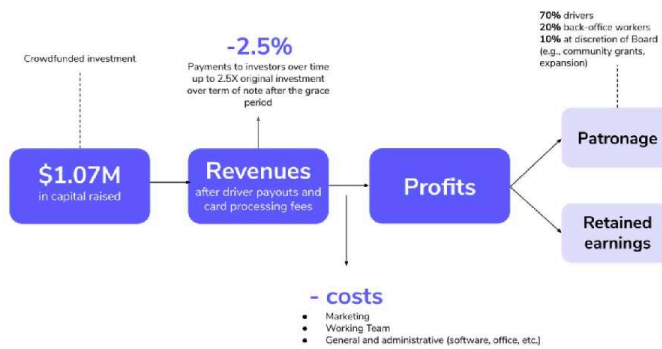 Crowdfunded investment
$1.07M
in capital raised
-2.5%
Payments to investors over time
up to 2.5X original investment
over term of note after the grace
period
Revenues
after driver payouts and
card processing fees
- costs
● Marketing
● Working Team
● General and administrative (software, office, etc.)
Profits
70% drivers
20% back-office workers
10% at discretion of Board
(e.g., community grants,
expansion)
Patronage
Retained
earnings